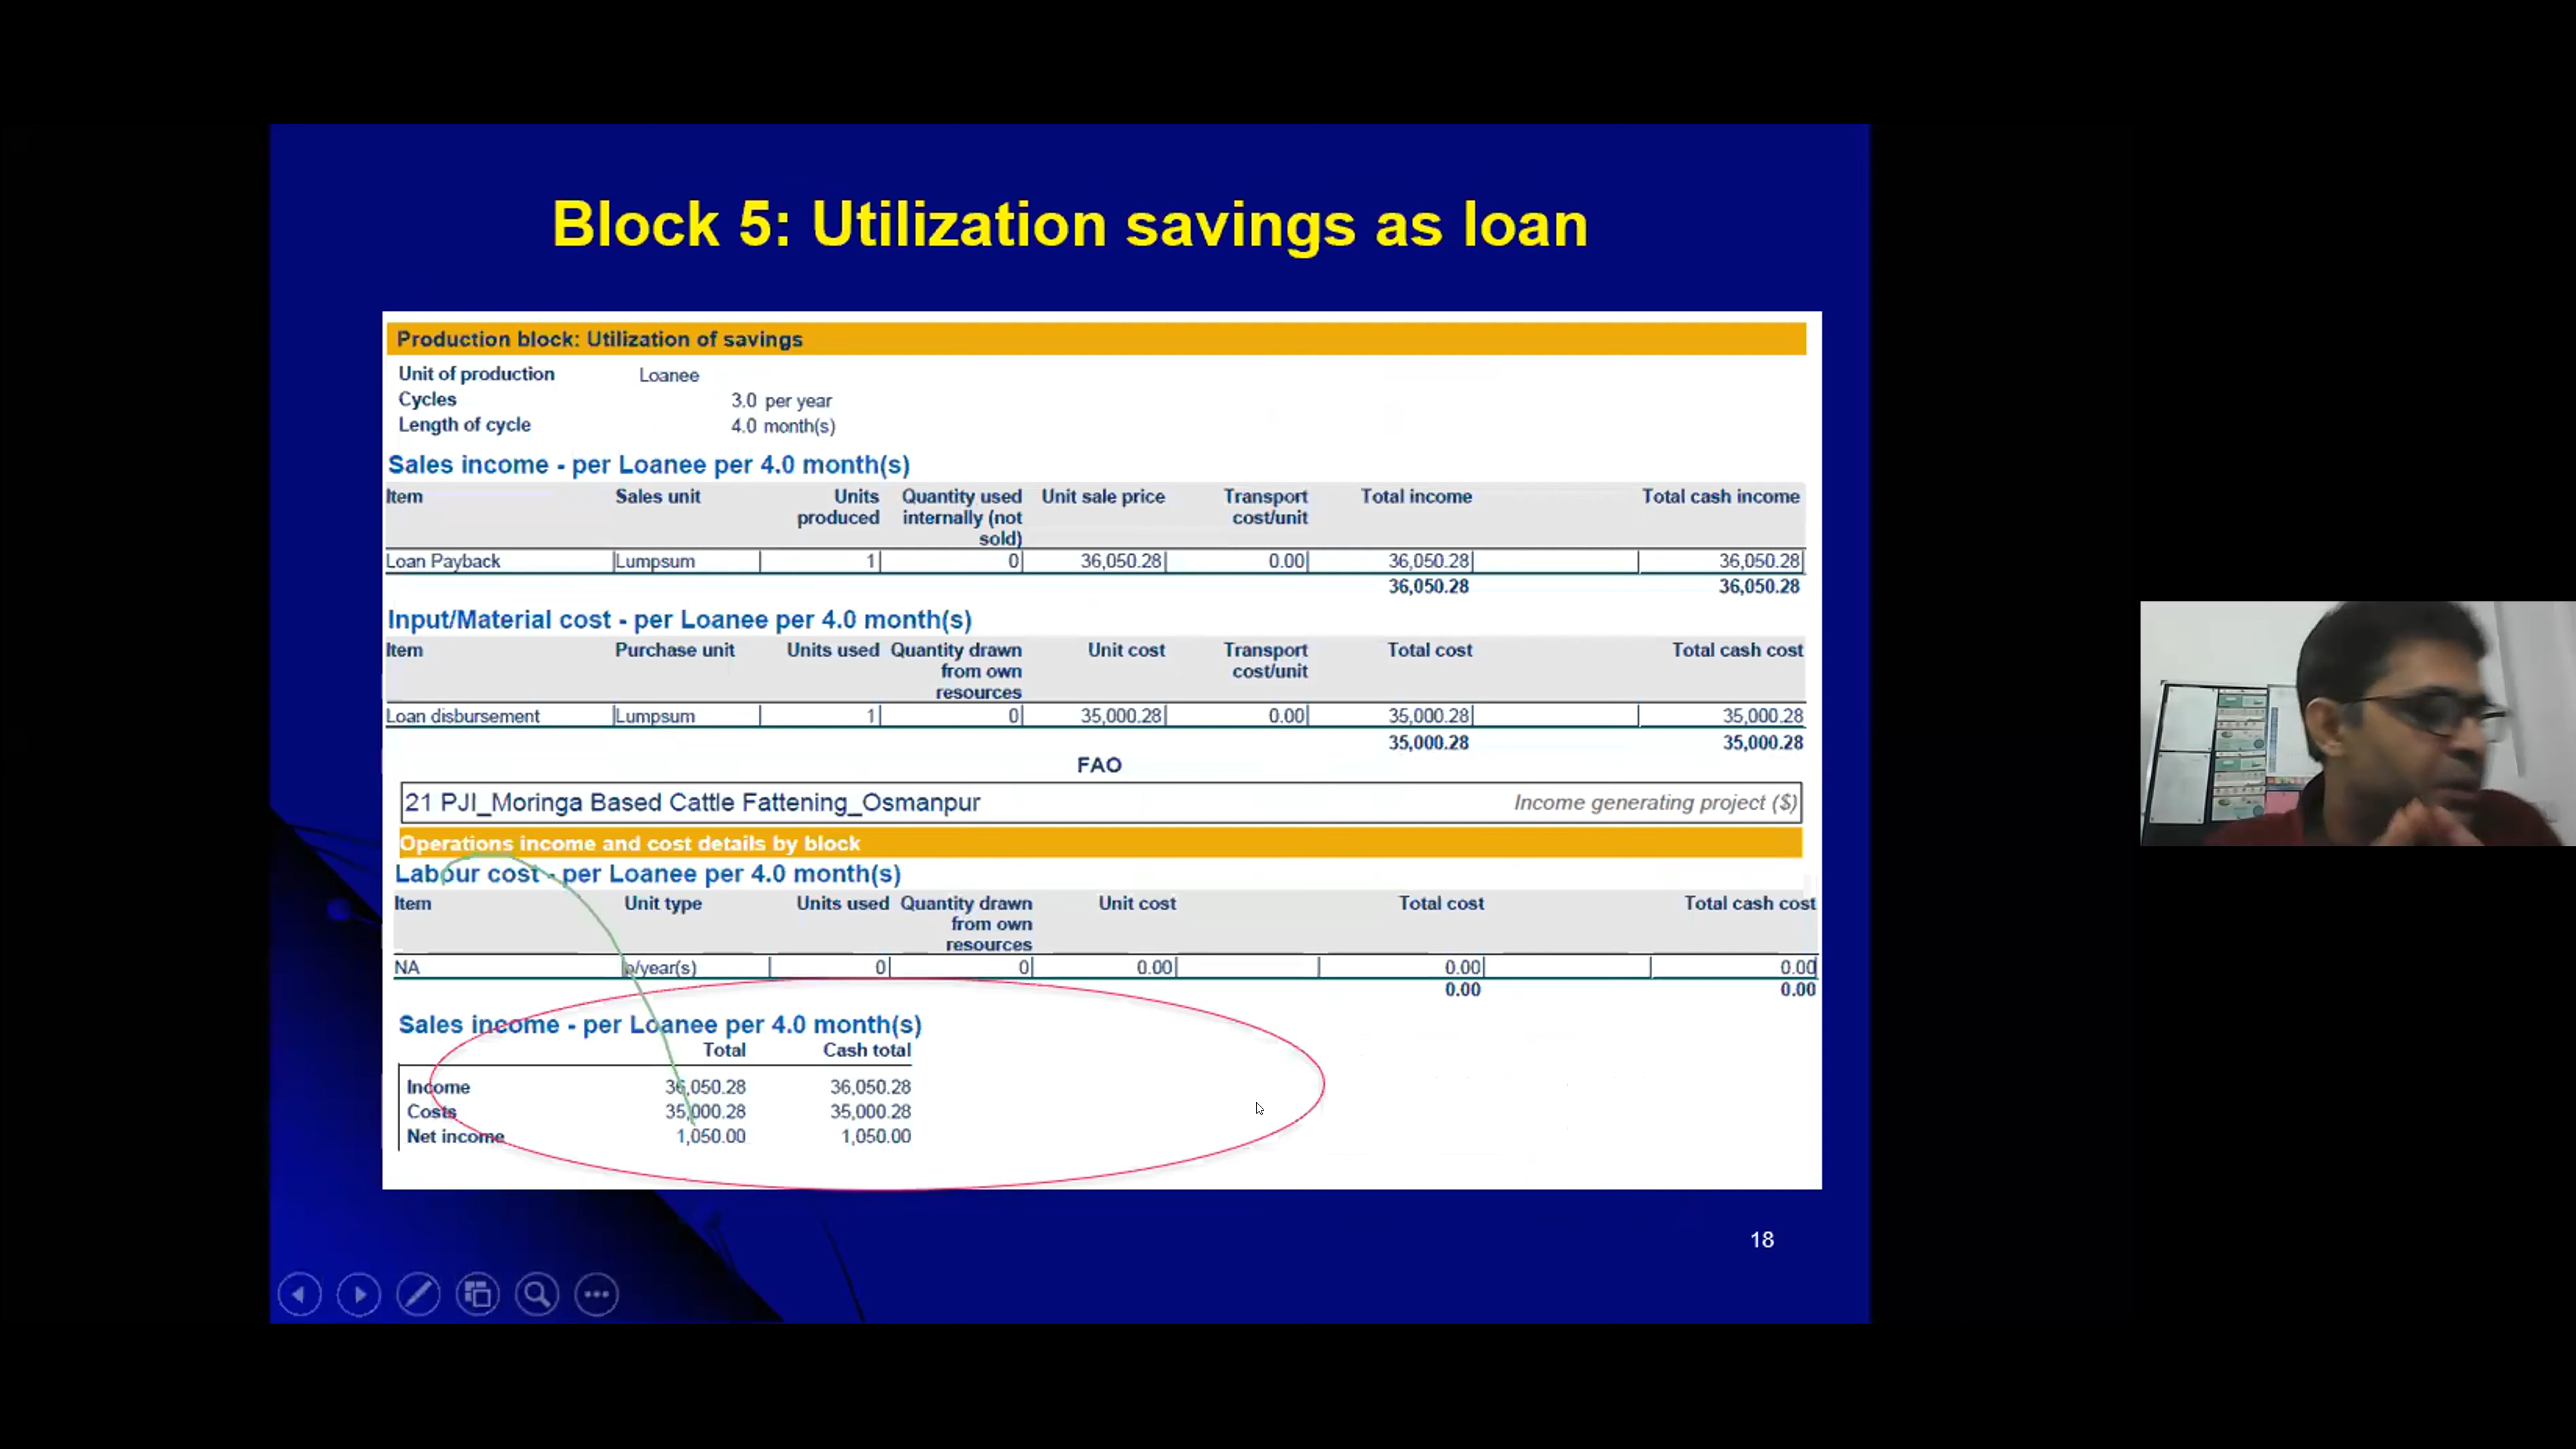 Block 5: Utilization savings as loan
Production block: Utilization of savings
Unit of production Loanee
Cycles 3.0 per year
Length of cycle 4.0 month(s)
Sales income - per Loanee per 4.0 month(s)
Item Sales unit Units produced Quantity used internally (not sold) Unit sale price Transport cost/unit Total income Total cash income
Loan Payback Lumpsum 1 0 36,050.28 0.00 36,050.28 36,050.28
36,050.28 36,050.28
Input/Material cost - per Loanee per 4.0 month(s)
Item Purchase unit Units used Quantity drawn from own resources Unit cost Transport cost/unit Total cost Total cash cost
Loan disbursement Lumpsum 1 0 35,000.28 0.00 35,000.28 35,000.28
35,000.28 35,000.28
FAO
21 PJI_Moringa Based Cattle Fattening_Osmanpur Income generating project ($)
Operations income and cost details by block
Labour cost - per Loanee per 4.0 month(s)
Item Unit type Units used Quantity drawn from own resources Unit cost Total cost Total cash cost
NA p/year(s) 0 0 0.00 0.00 0.00
0.00 0.00
Sales income - per Loanee per 4.0 month(s)
Total Cash total
Income 36,050.28 36,050.28
Costs 35,000.28 35,000.28
Net income 1,050.00 1,050.00
18